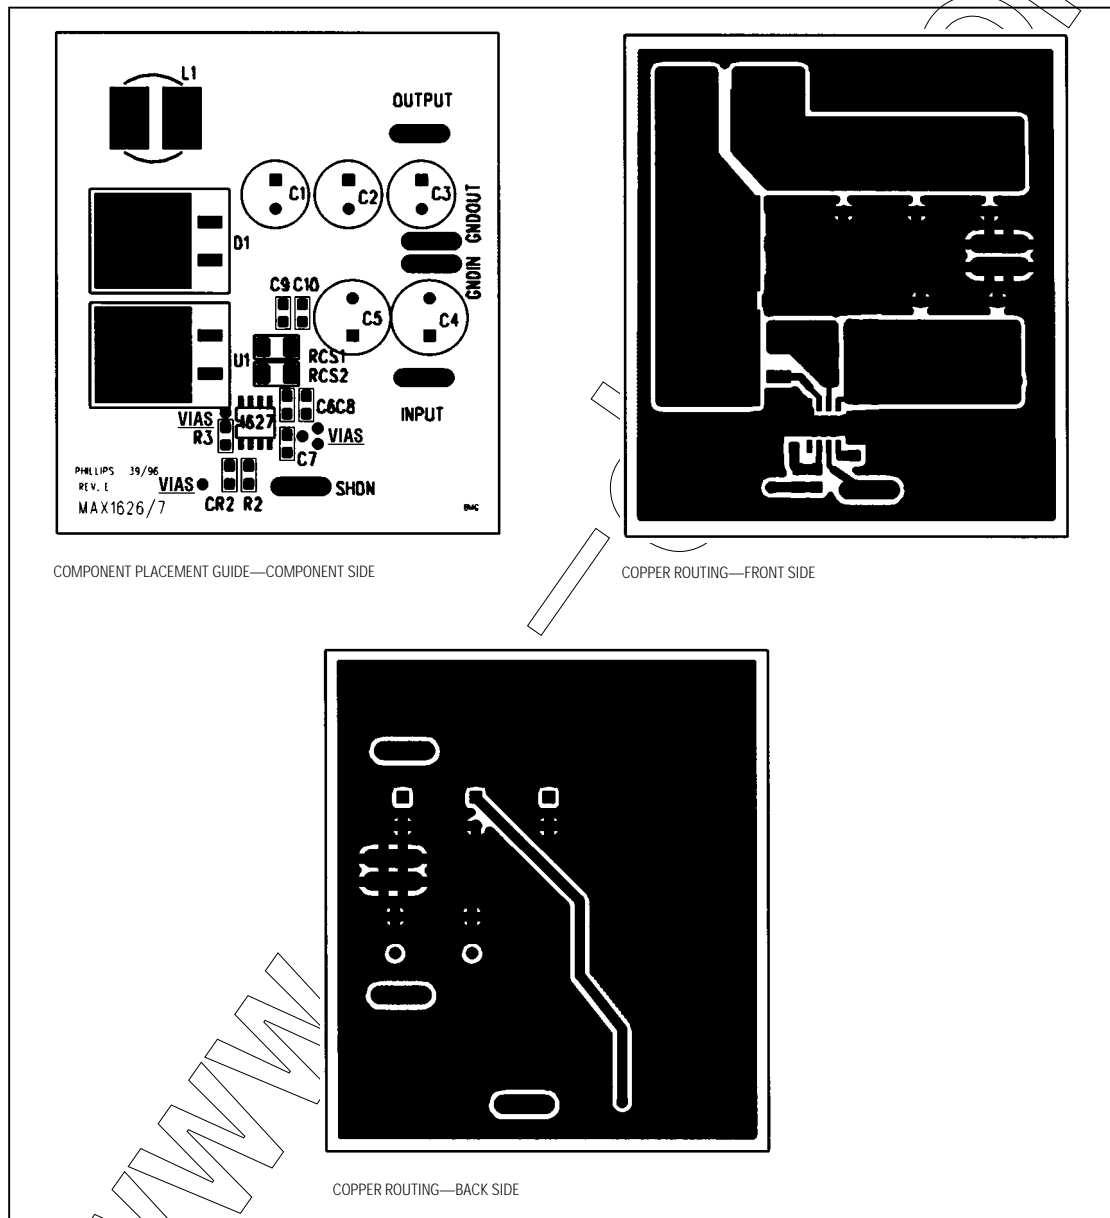 L1
OUTPUT
C1
C2
C3
GNDOUT
GNDIN
D1
C9 C10
C5
C4
U1
RCS1
RCS2
INPUT
C6C8
VIAS
R3
1627
VIAS
C7
PHILLIPS 39/96
REV. E
VIAS
SHDN
MAX1626/7
CR2 R2
COMPONENT PLACEMENT GUIDE—COMPONENT SIDE
COPPER ROUTING—FRONT SIDE
COPPER ROUTING—BACK SIDE
WWW